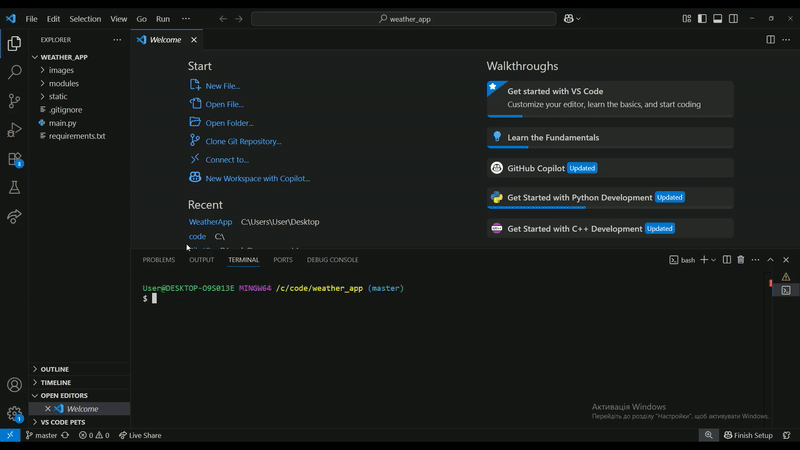 File Edit Selection View Go Run ···
weather_app
EXPLORER ···
WEATHER_APP
images
modules
static
.gitignore
main.py
requirements.txt
OUTLINE
TIMELINE
OPEN EDITORS
Welcome
VS CODE PETS
Welcome
Start
New File...
Open File...
Open Folder...
Clone Git Repository...
Connect to...
New Workspace with Copilot...
Recent
WeatherApp C:\Users\User\Desktop
code C:\
Walkthroughs
Get started with VS Code
Customize your editor, learn the basics, and start coding
Learn the Fundamentals
GitHub Copilot Updated
Get Started with Python Development Updated
Get Started with C++ Development Updated
PROBLEMS OUTPUT TERMINAL PORTS DEBUG CONSOLE
bash
User@DESKTOP-O9S013E MINGW64 /c/code/weather_app (master)
$
Активація Windows
Перейдіть до розділу "Настройки", щоб активувати Windows.
3
1
master 0 0 Live Share
Finish Setup